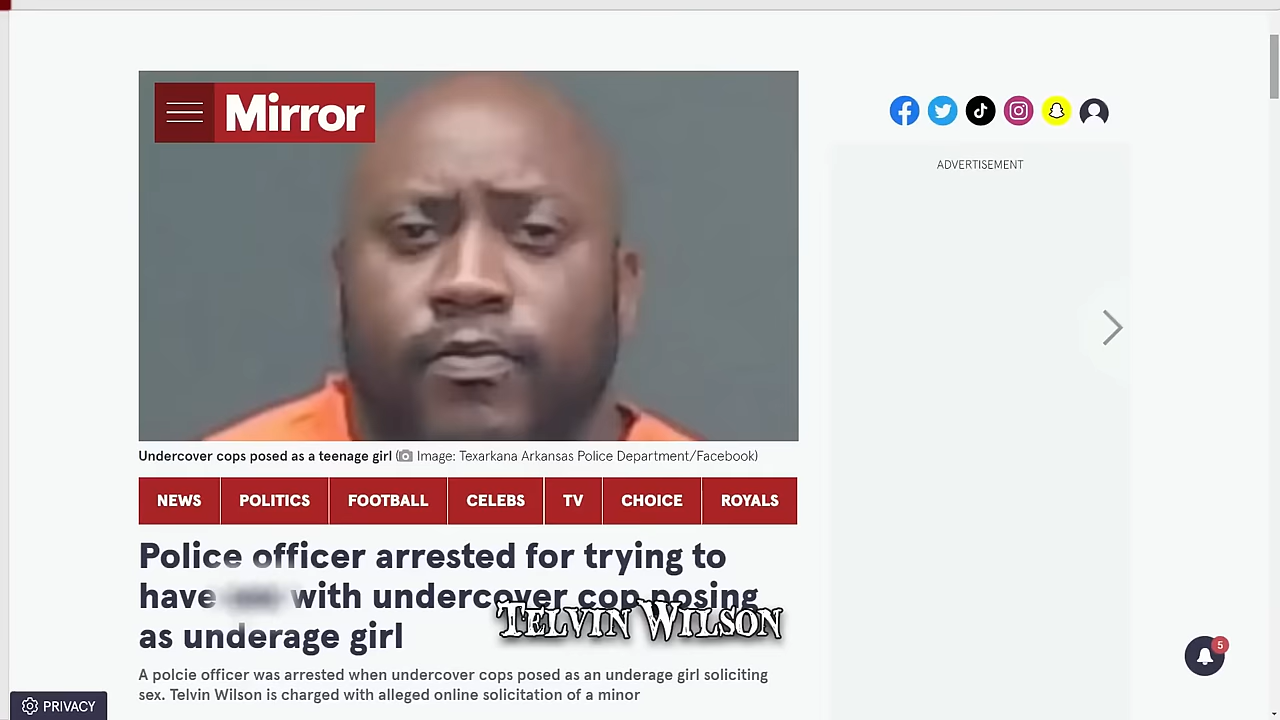 Mirror
ADVERTISEMENT
Undercover cops posed as a teenage girl ( Image: Texarkana Arkansas Police Department/Facebook)
NEWS POLITICS FOOTBALL CELEBS TV CHOICE ROYALS
Police officer arrested for trying to
have with undercover cop posing
as underage girl
TELVIN WILSON
A polcie officer was arrested when undercover cops posed as an underage girl soliciting
sex. Telvin Wilson is charged with alleged online solicitation of a minor
5
PRIVACY